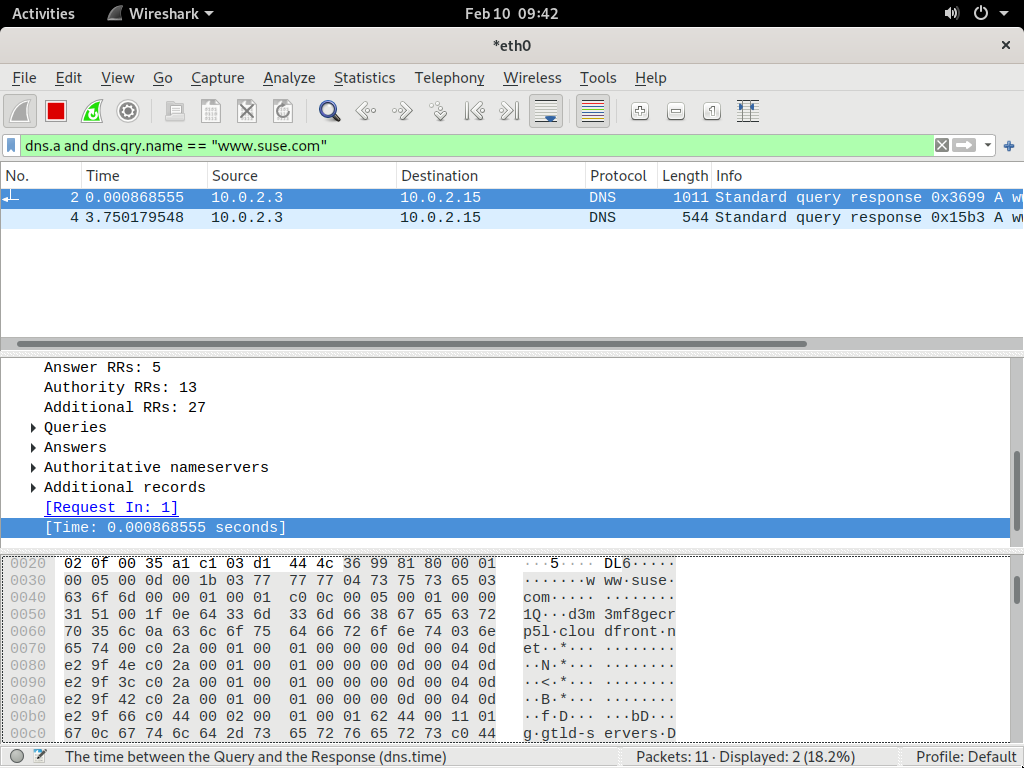 Activities Wireshark Feb 10 09:42
*eth0
File Edit View Go Capture Analyze Statistics Telephony Wireless Tools Help
dns.a and dns.qry.name == "www.suse.com"
No. Time Source Destination Protocol Length Info
2 0.000868555 10.0.2.3 10.0.2.15 DNS 1011 Standard query response 0x3699 A ww
4 3.750179548 10.0.2.3 10.0.2.15 DNS 544 Standard query response 0x15b3 A ww
Answer RRs: 5
Authority RRs: 13
Additional RRs: 27
Queries
Answers
Authoritative nameservers
Additional records
[Request In: 1]
[Time: 0.000868555 seconds]
0020 02 0f 00 35 a1 c1 03 d1 44 4c 36 99 81 80 00 01 ···5···· DL6·····
0030 00 05 00 0d 00 1b 03 77 77 77 04 73 75 73 65 03 ·······w ww·suse·
0040 63 6f 6d 00 00 01 00 01 c0 0c 00 05 00 01 00 00 com····· ········
0050 31 51 00 1f 0e 64 33 6d 33 6d 66 38 67 65 63 72 1Q···d3m 3mf8gecr
0060 70 35 6c 0a 63 6c 6f 75 64 66 72 6f 6e 74 03 6e p5l·clou dfront·n
0070 65 74 00 c0 2a 00 01 00 01 00 00 00 0d 00 04 0d et··*··· ········
0080 e2 9f 4e c0 2a 00 01 00 01 00 00 00 0d 00 04 0d ··N·*··· ········
0090 e2 9f 3c c0 2a 00 01 00 01 00 00 00 0d 00 04 0d ··<·*··· ········
00a0 e2 9f 42 c0 2a 00 01 00 01 00 00 00 0d 00 04 0d ··B·*··· ········
00b0 e2 9f 66 c0 44 00 02 00 01 00 01 62 44 00 11 01 ··f·D··· ···bD···
00c0 67 0c 67 74 6c 64 2d 73 65 72 76 65 72 73 c0 44 g·gtld-s ervers·D
The time between the Query and the Response (dns.time) Packets: 11 · Displayed: 2 (18.2%) Profile: Default